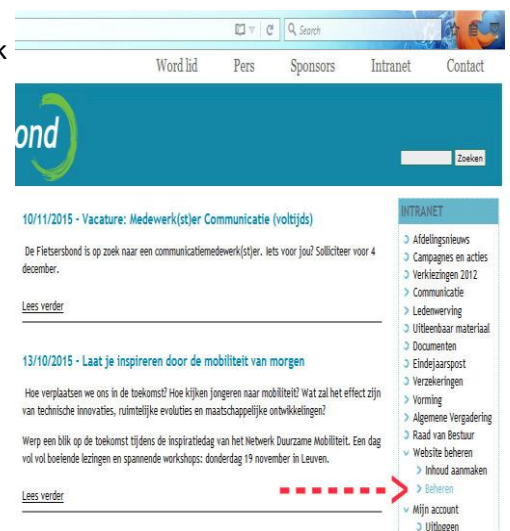 k
Search
Word lid Pers Sponsors Intranet Contact
ond
Zoeken
10/11/2015 - Vacature: Medewerk(st)er Communicatie (voltijds)
De Fietsersbond is op zoek naar een communicatiemedewerk(st)er. Iets voor jou? Solliciteer voor 4
december.
Lees verder
13/10/2015 - Laat je inspireren door de mobiliteit van morgen
Hoe verplaatsen we ons in de toekomst? Hoe kijken jongeren naar mobiliteit? Wat zal het effect zijn
van technische innovaties, ruimtelijke evoluties en maatschappelijke ontwikkelingen?
Werp een blik op de toekomst tijdens de inspiratiedag van het Netwerk Duurzame Mobiliteit. Een dag
vol vol boeiende lezingen en spannende workshops: donderdag 19 november in Leuven.
Lees verder
INTRANET
Afdelingsnieuws
Campagnes en acties
Verkiezingen 2012
Communicatie
Ledenwerving
Uitleenbaar materiaal
Documenten
Eindejaarspost
Verzekeringen
Vorming
Algemene Vergadering
Raad van Bestuur
Website beheren
Inhoud aanmaken
Beheren
Mijn account
Uitloggen